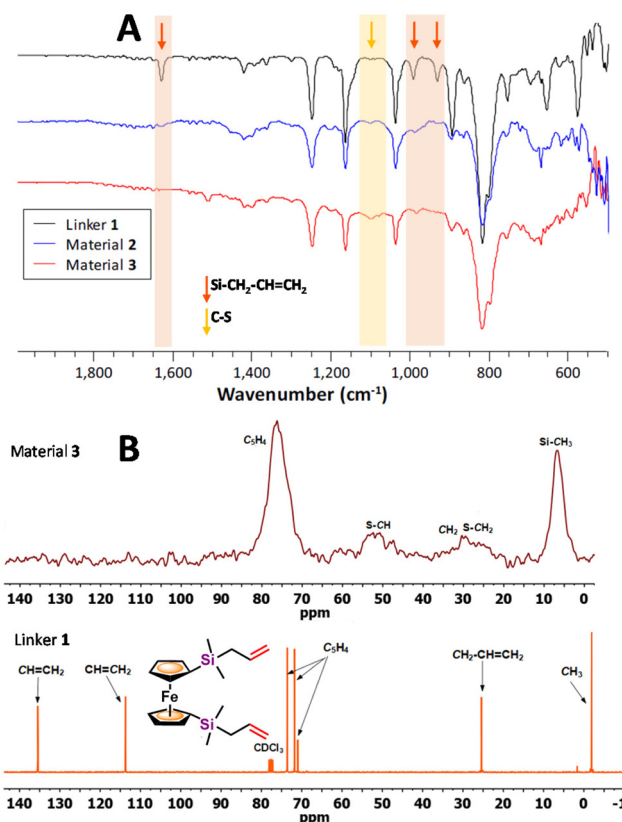 A
Linker 1
Material 2
Material 3
Si-CH₂-CH=CH₂
C-S
1,800 1,600 1,400 1,200 1,000 800 600
Wavenumber (cm⁻¹)
Material 3
B
C₅H₄
S-CH
CH₂
S-CH₂
Si-CH₃
140 130 120 110 100 90 80 70 60 50 40 30 20 10 0
ppm
ppm
Linker 1
CH=CH₂
CH=CH₂
Si
Fe
Si
CDCl₃
C₅H₄
CH₂-CH=CH₂
CH₃
140 130 120 110 100 90 80 70 60 50 40 30 20 10 0 -1
ppm
ppm